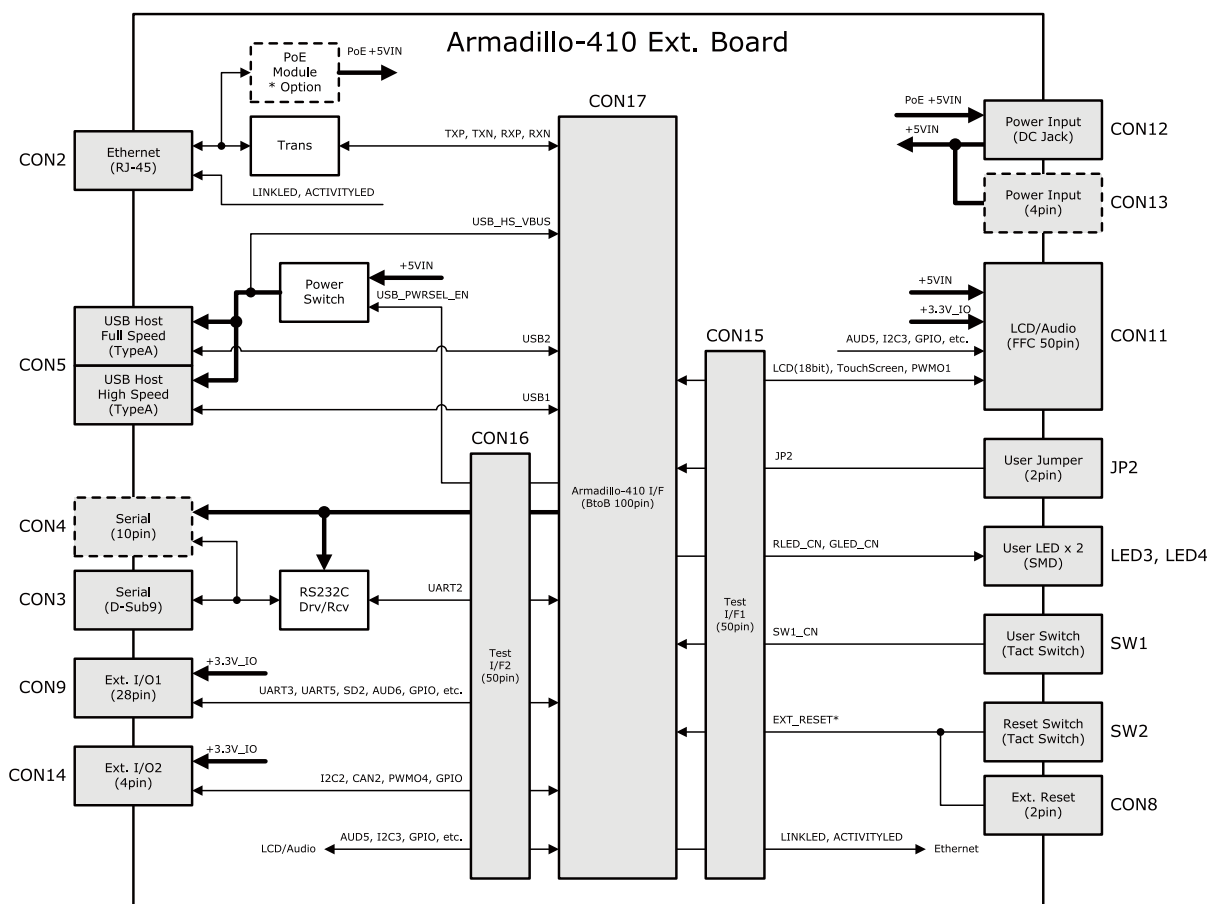 Armadillo-410 Ext. Board
PoE
Module
* Option
PoE +5VIN
CON17
CON2
Ethernet
(RJ-45)
Trans
TXP, TXN, RXP, RXN
LINKLED, ACTIVITYLED
PoE +5VIN
+5VIN
Power Input
(DC Jack)
CON12
Power Input
(4pin)
CON13
USB_HS_VBUS
Power
Switch
+5VIN
USB_PWRSEL_EN
CON5
USB Host
Full Speed
(TypeA)
USB2
USB Host
High Speed
(TypeA)
USB1
CON15
+5VIN
+3.3V_IO
AUD5, I2C3, GPIO, etc.
LCD(18bit), TouchScreen, PWMO1
LCD/Audio
(FFC 50pin)
CON11
CON16
Armadillo-410 I/F
(BtoB 100pin)
JP2
User Jumper
(2pin)
JP2
CON4
Serial
(10pin)
RLED_CN, GLED_CN
User LED x 2
(SMD)
LED3, LED4
CON3
Serial
(D-Sub9)
RS232C
Drv/Rcv
UART2
Test
I/F2
(50pin)
Test
I/F1
(50pin)
SW1_CN
User Switch
(Tact Switch)
SW1
CON9
Ext. I/O1
(28pin)
+3.3V_IO
UART3, UART5, SD2, AUD6, GPIO, etc.
EXT_RESET*
Reset Switch
(Tact Switch)
SW2
CON14
Ext. I/O2
(4pin)
+3.3V_IO
I2C2, CAN2, PWMO4, GPIO
Ext. Reset
(2pin)
CON8
LCD/Audio
AUD5, I2C3, GPIO, etc.
LINKLED, ACTIVITYLED
Ethernet